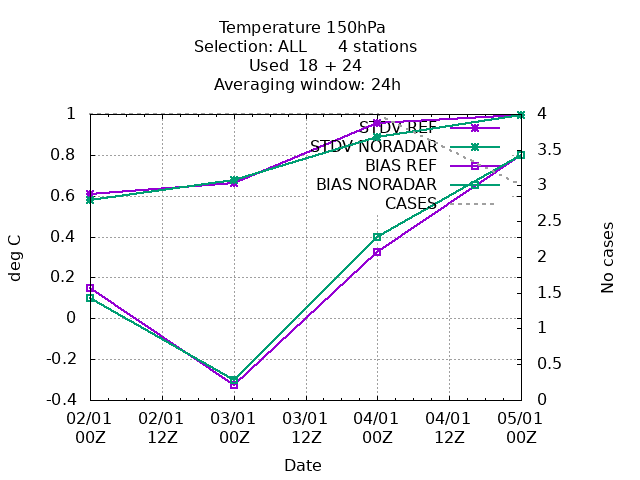 Temperature 150hPa
Selection: ALL      4 stations
Used  18 + 24
Averaging window: 24h
1
0.8
0.6
0.4
0.2
0
-0.2
-0.4
deg C
4
3.5
3
2.5
2
1.5
1
0.5
0
No cases
STDV REF
STDV NORADAR
BIAS REF
BIAS NORADAR
CASES
02/01 02/01 03/01 03/01 04/01 04/01 05/01
00Z 12Z 00Z 12Z 00Z 12Z 00Z
Date